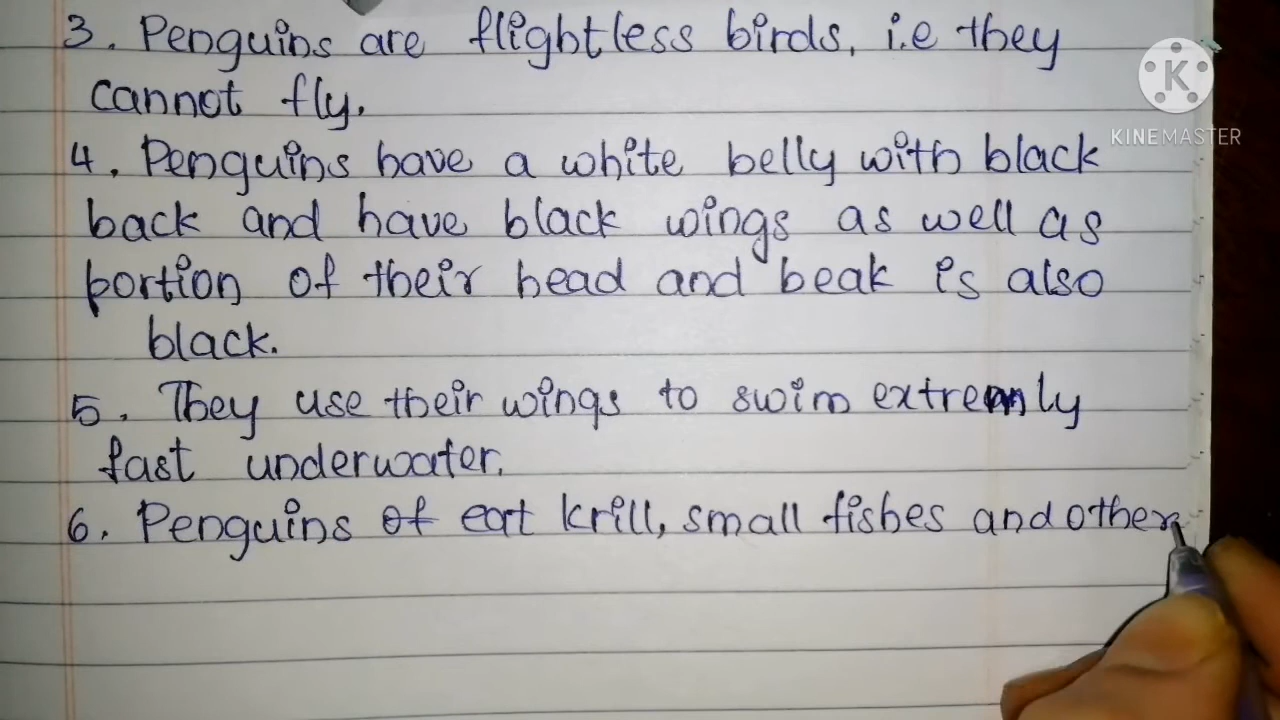 3. Penguins are flightless birds, i.e they
cannot fly.
4. Penguins have a white belly with black
back and have black wings as well as
portion of their head and beak is also
black.
5. They use their wings to swim extremly
fast underwater.
6. Penguins of eat krill, small fishes and other
K
KINEMASTER